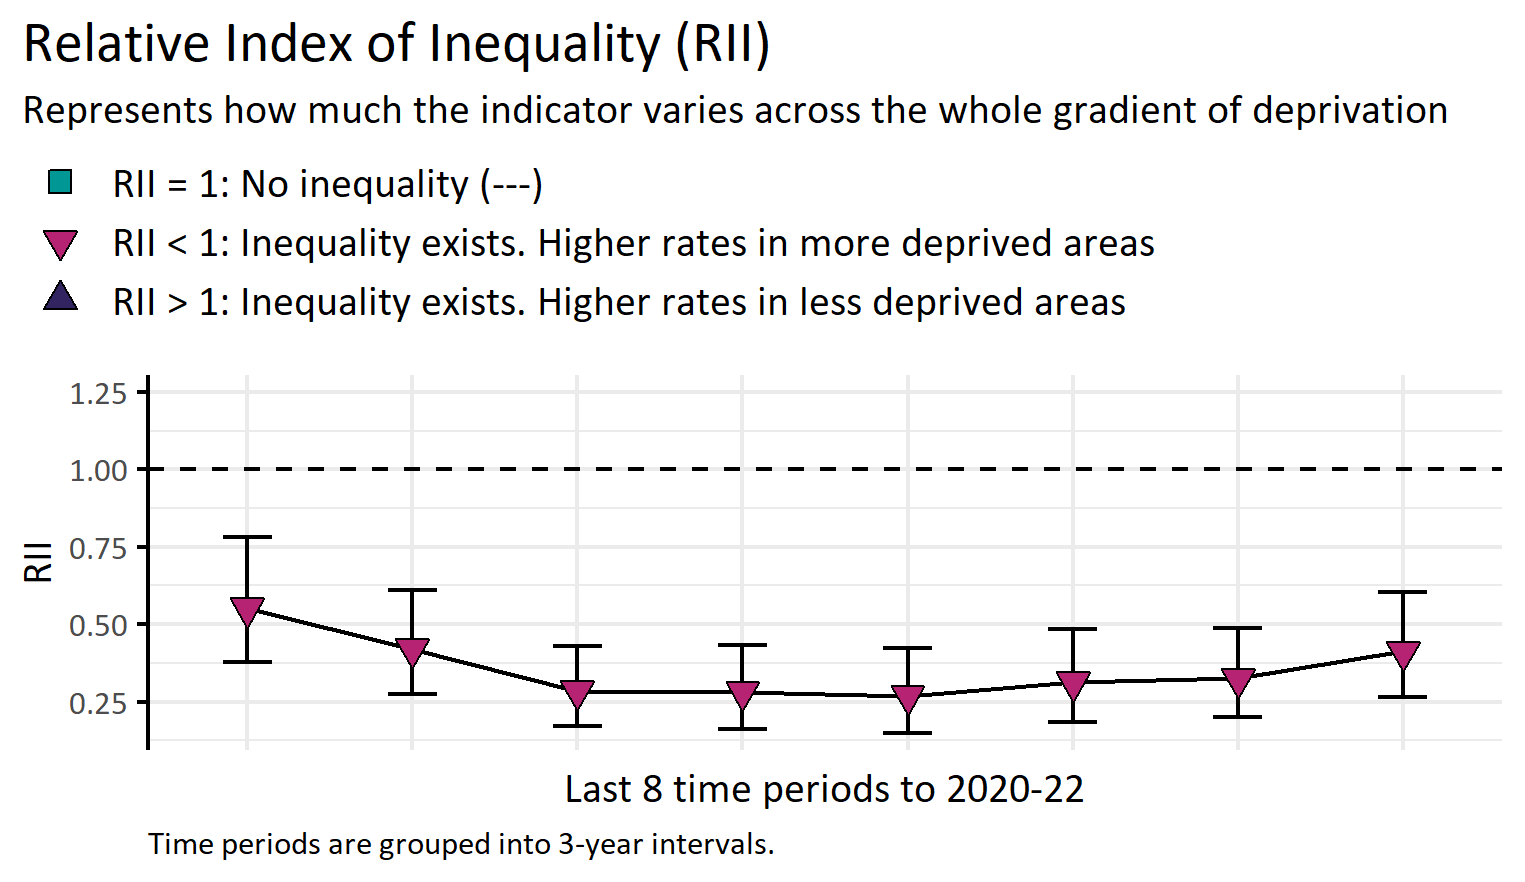 Relative Index of Inequality (RII)
Represents how much the indicator varies across the whole gradient of deprivation
RII = 1: No inequality (---)
RII < 1: Inequality exists. Higher rates in more deprived areas
RII > 1: Inequality exists. Higher rates in less deprived areas
1.25
1.00
0.75
0.50
0.25
RII
Last 8 time periods to 2020-22
Time periods are grouped into 3-year intervals.